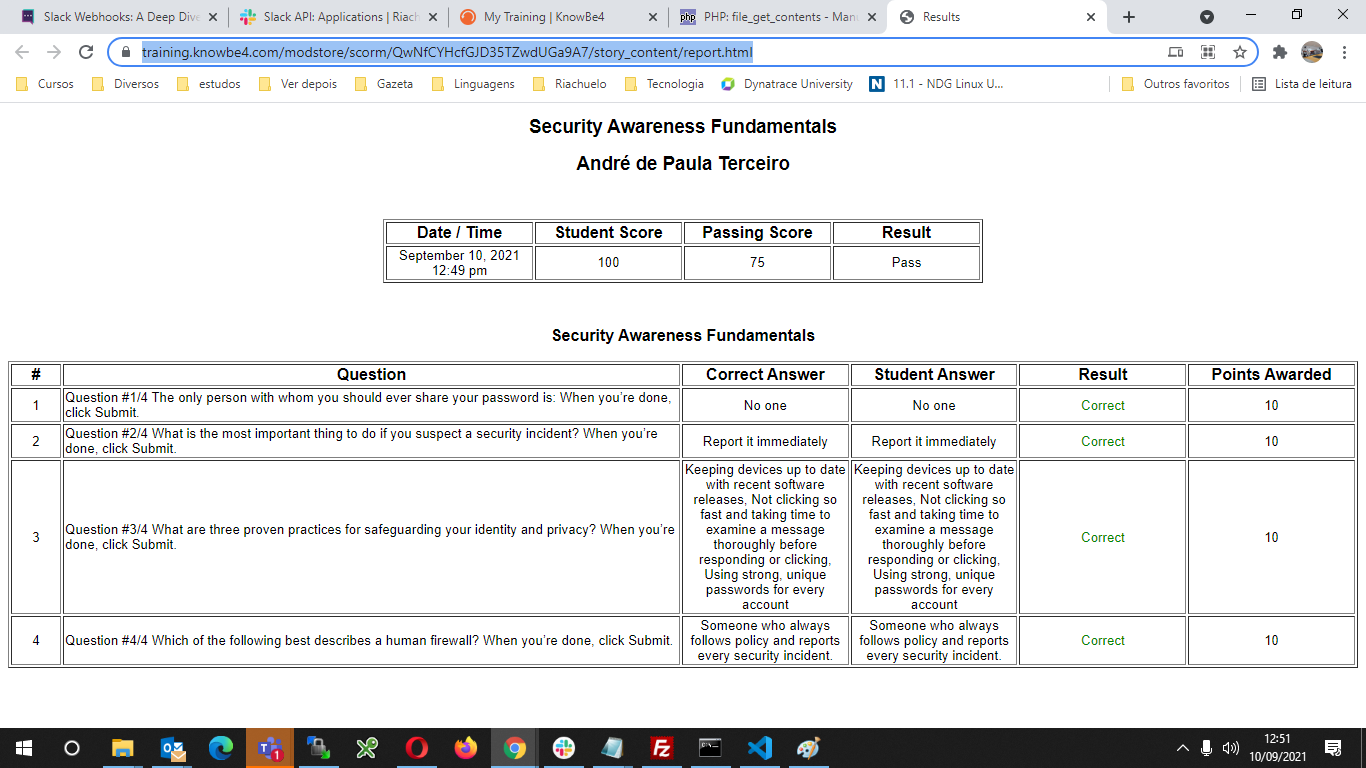 Slack Webhooks: A Deep Dive
Slack API: Applications | Riach
My Training | KnowBe4
php
PHP: file_get_contents - Man
Results
training.knowbe4.com/modstore/scorm/QwNfCYHcfGJD35TZwdUGa9A7/story_content/report.html
Cursos
Diversos
estudos
Ver depois
Gazeta
Linguagens
Riachuelo
Tecnologia
Dynatrace University
N
11.1 - NDG Linux U...
Outros favoritos
Lista de leitura
Security Awareness Fundamentals
André de Paula Terceiro
Date / Time
Student Score
Passing Score
Result
September 10, 2021
12:49 pm
100
75
Pass
Security Awareness Fundamentals
#
Question
Correct Answer
Student Answer
Result
Points Awarded
1
Question #1/4 The only person with whom you should ever share your password is: When you're done,
click Submit.
No one
No one
Correct
10
2
Question #2/4 What is the most important thing to do if you suspect a security incident? When you're
done, click Submit.
Report it immediately
Report it immediately
Correct
10
3
Question #3/4 What are three proven practices for safeguarding your identity and privacy? When you're
done, click Submit.
Keeping devices up to date
with recent software
releases, Not clicking so
fast and taking time to
examine a message
thoroughly before
responding or clicking,
Using strong, unique
passwords for every
account
Keeping devices up to date
with recent software
releases, Not clicking so
fast and taking time to
examine a message
thoroughly before
responding or clicking,
Using strong, unique
passwords for every
account
Correct
10
4
Question #4/4 Which of the following best describes a human firewall? When you're done, click Submit.
Someone who always
follows policy and reports
every security incident.
Someone who always
follows policy and reports
every security incident.
Correct
10
12:51
10/09/2021